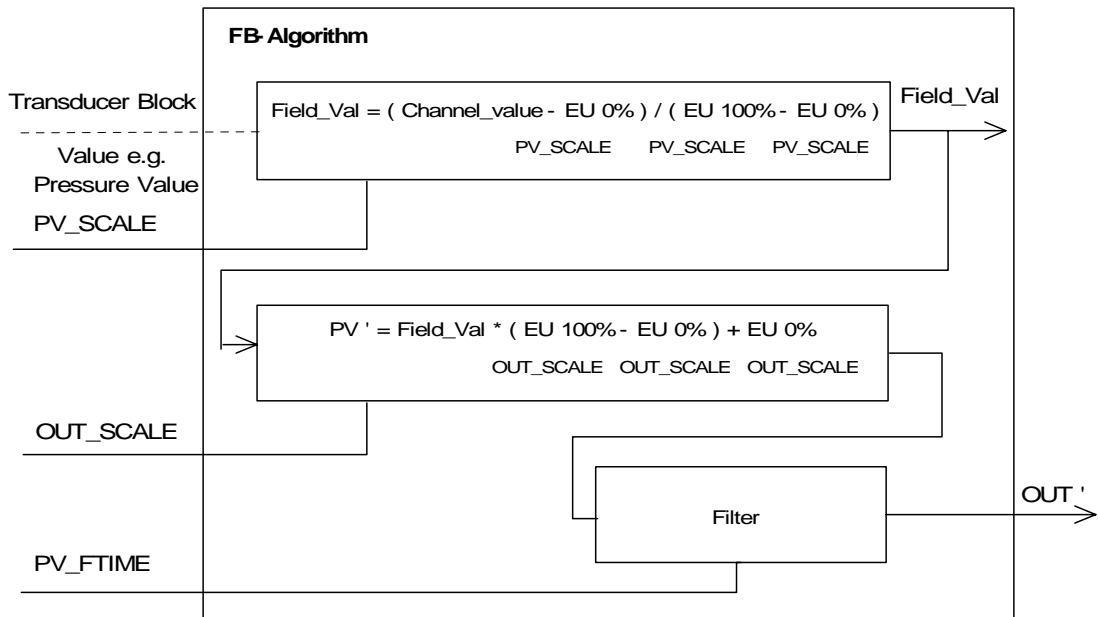 FB-Algorithm
Transducer Block
Value e.g.
Pressure Value
PV_SCALE
Field_Val = ( Channel_value - EU 0% ) / ( EU 100% - EU 0% )
PV_SCALE PV_SCALE PV_SCALE
Field_Val
PV ' = Field_Val * ( EU 100% - EU 0% ) + EU 0%
OUT_SCALE OUT_SCALE OUT_SCALE
OUT_SCALE
Filter
OUT '
PV_FTIME